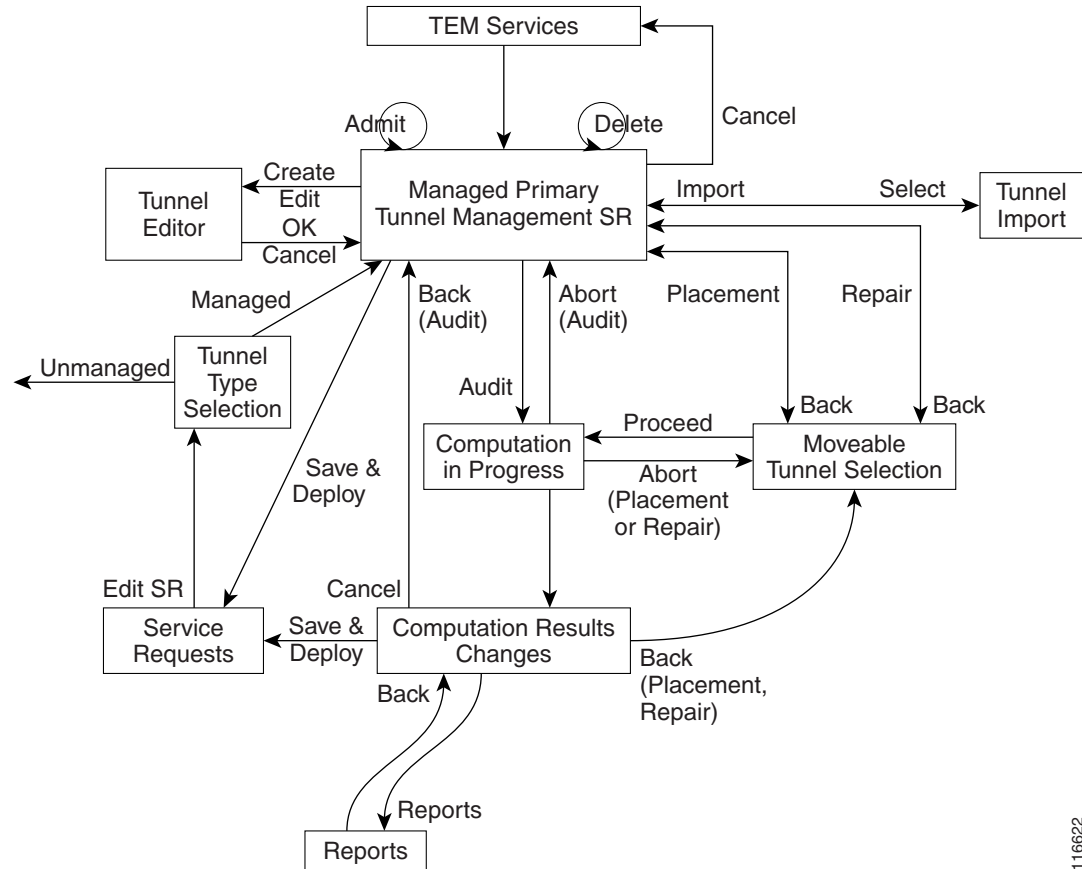 TEM Services
Admit
Delete
Cancel
Create
Edit
OK
Cancel
Tunnel
Editor
Managed Primary
Tunnel Management SR
Import
Select
Tunnel
Import
Managed
Back
(Audit)
Abort
(Audit)
Placement
Repair
Unmanaged
Tunnel
Type
Selection
Audit
Back
Back
Proceed
Computation
in Progress
Moveable
Tunnel Selection
Save &
Deploy
Abort
(Placement
or Repair)
Edit SR
Cancel
Service
Requests
Save &
Deploy
Computation Results
Changes
Back
(Placement,
Repair)
Back
Reports
Reports
116622